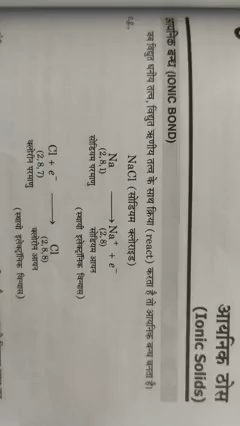 आयनिक ठोस
(Ionic Solids)
आयनिक बन्ध (IONIC BOND)
जब विद्युत धनीय तत्व, विद्युत ऋणीय तत्व के साथ क्रिया (react) करता है तो आयनिक बन्ध बनता है।
NaCl (सोडियम क्लोराइड)
Na ⟶ Na⁺ + e⁻
(2,8,1) (2,8)
सोडियम परमाणु सोडियम आयन
(स्थायी इलेक्ट्रॉनिक विन्यास)
Cl + e⁻ ⟶ Cl
(2,8,7) (2,8,8)
क्लोरीन परमाणु क्लोरीन आयन
(स्थायी इलेक्ट्रॉनिक विन्यास)